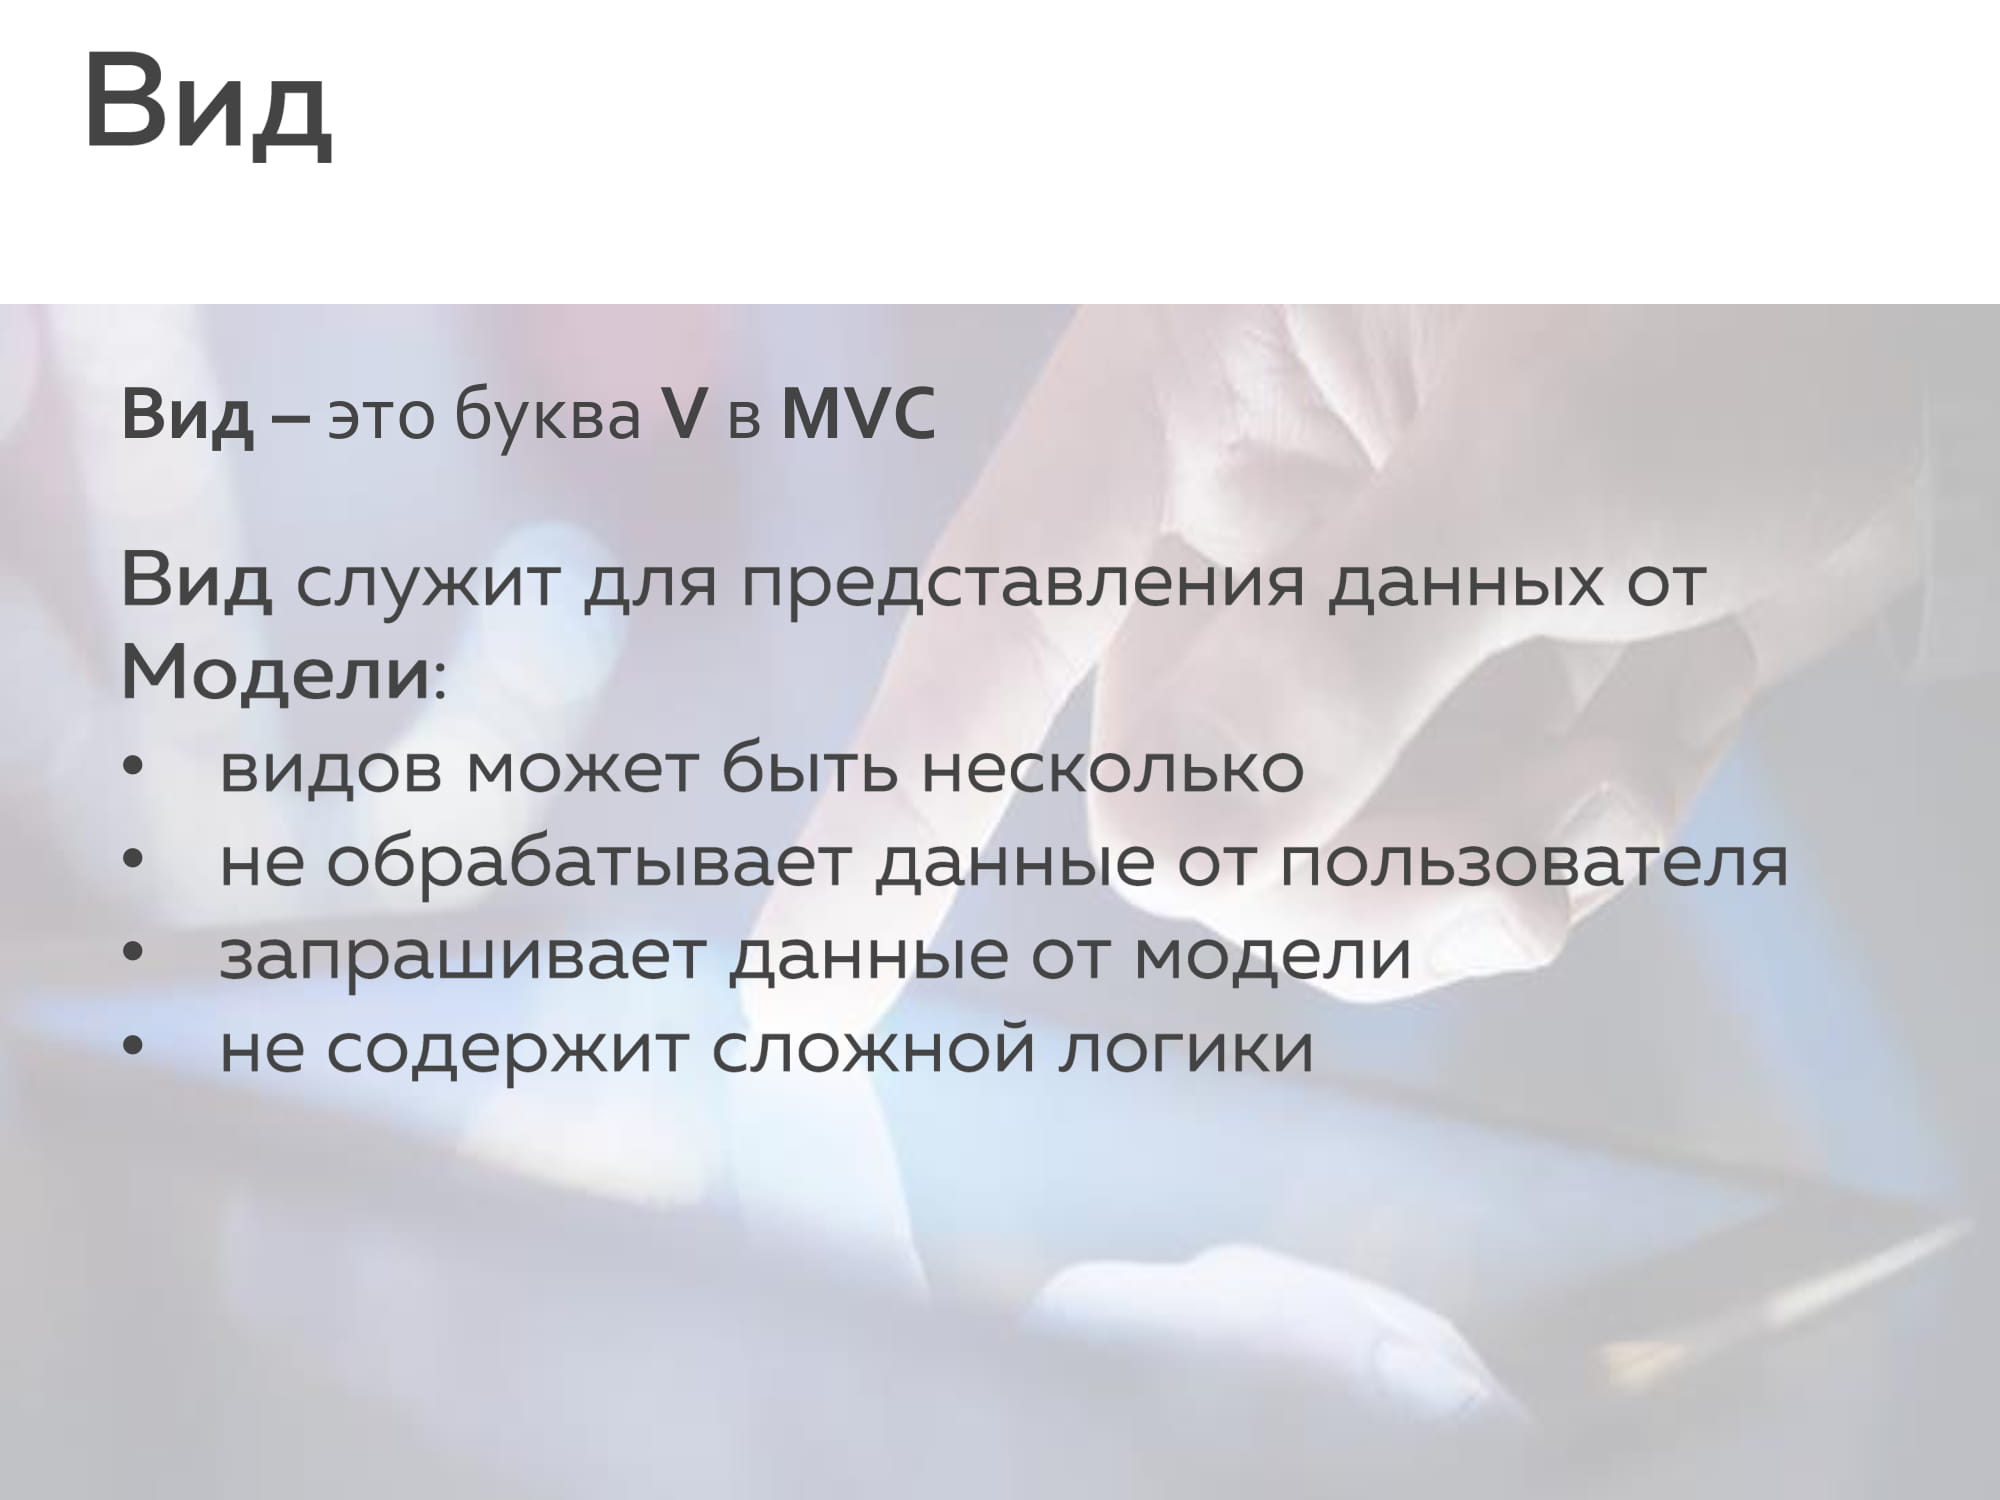 Вид
Вид – это буква V в MVC
Вид служит для представления данных от
Модели:
• видов может быть несколько
• не обрабатывает данные от пользователя
• запрашивает данные от модели
• не содержит сложной логики